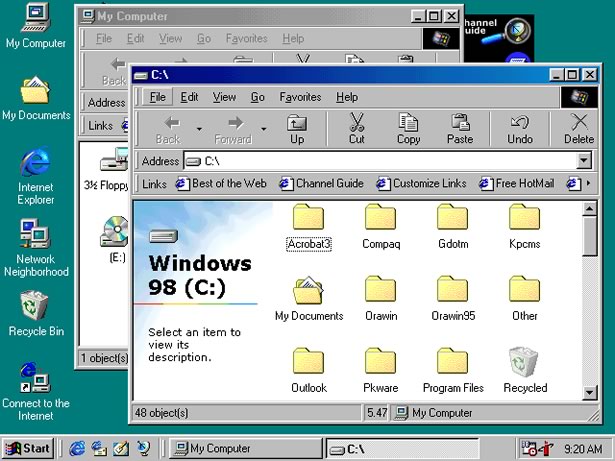 My Computer
My Documents
Internet
Explorer
Network
Neighborhood
Recycle Bin
Connect to the
Internet
My Computer
File Edit View Go Favorites Help
Back
Address
Links
3½ Floppy
(E:)
1 object(s)
hannel
uide
C:\
File Edit View Go Favorites Help
Back Forward Up Cut Copy Paste Undo Delete
Address C:\
Links Best of the Web Channel Guide Customize Links Free HotMail
Windows
98 (C:)
Select an item to
view its
description.
Acrobat3 Compaq Gdotm Kpcms
My Documents Orawin Orawin95 Other
Outlook Pkware Program Files Recycled
48 object(s) 5.47 My Computer
Start My Computer C:\ 9:20 AM